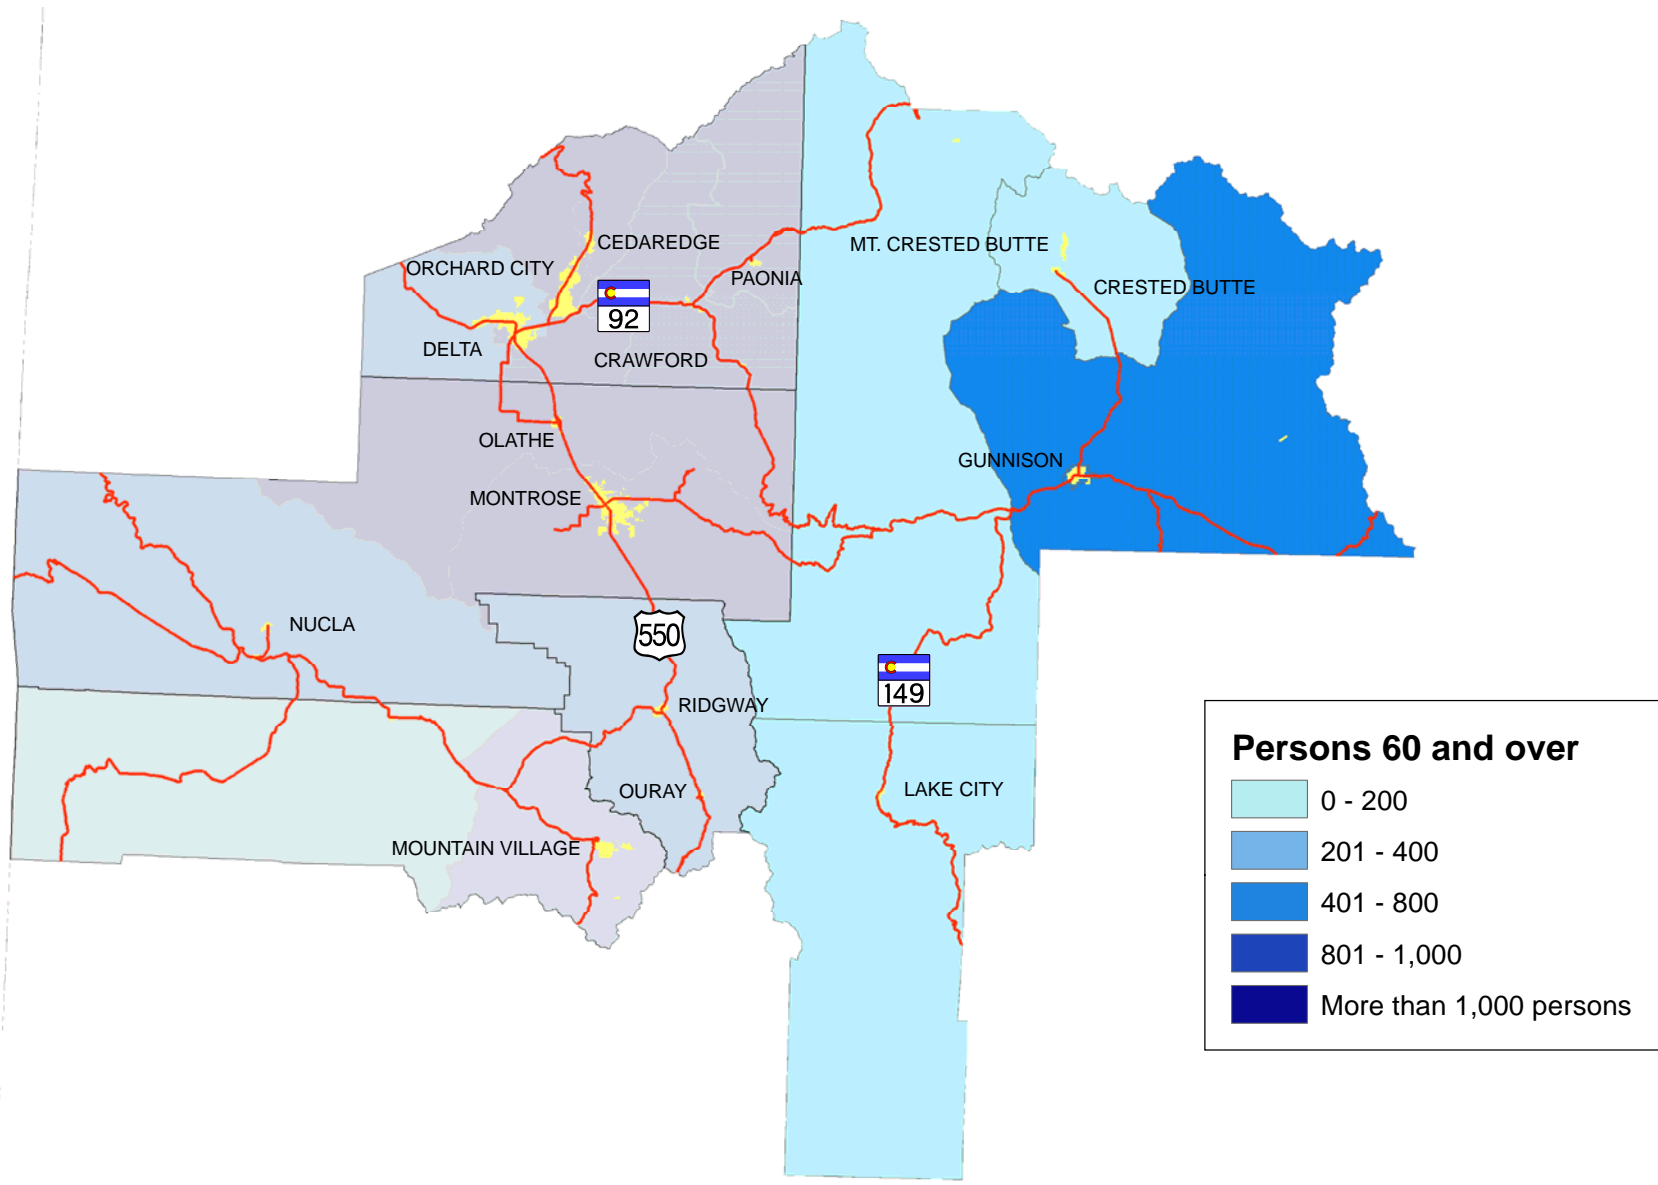 CEDAREDGE
MT. CRESTED BUTTE
ORCHARD CITY
PAONIA
CRESTED BUTTE
92
DELTA
CRAWFORD
OLATHE
GUNNISON
MONTROSE
NUCLA
550
149
RIDGWAY
OURAY
LAKE CITY
MOUNTAIN VILLAGE
Persons 60 and over
0 - 200
201 - 400
401 - 800
801 - 1,000
More than 1,000 persons